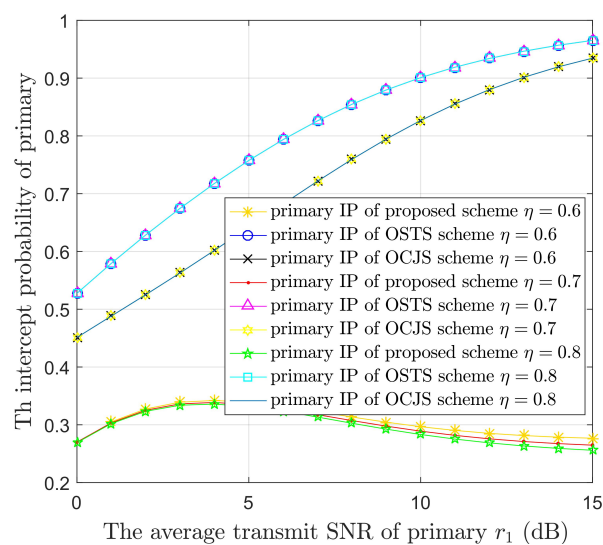 1
0.9
0.8
0.7
0.6
0.5
0.4
0.3
0.2
0
5
10
15
Th intercept probability of primary
The average transmit SNR of primary r₁ (dB)
primary IP of proposed scheme η = 0.6
primary IP of OSTS scheme η = 0.6
primary IP of OCJS scheme η = 0.6
primary IP of proposed scheme η = 0.7
primary IP of OSTS scheme η = 0.7
primary IP of OCJS scheme η = 0.7
primary IP of proposed scheme η = 0.8
primary IP of OSTS scheme η = 0.8
primary IP of OCJS scheme η = 0.8